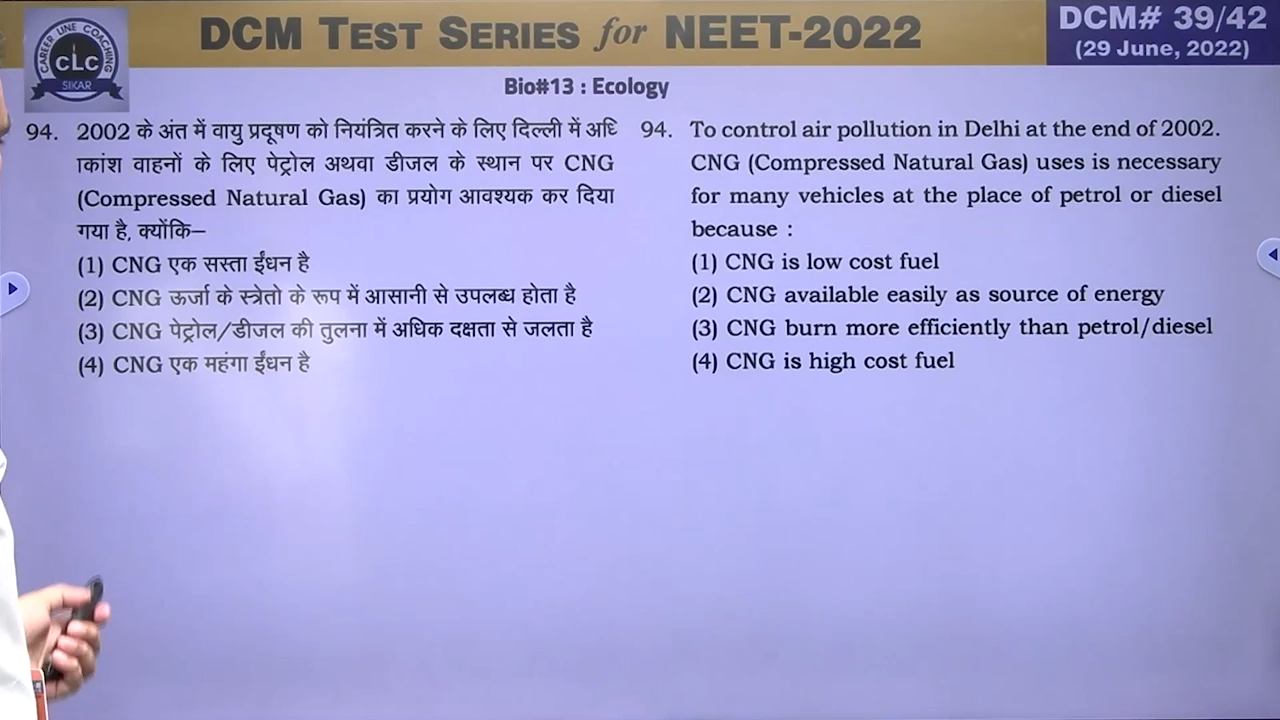 CAREER LINE COACHING
CLC
SIKAR
DCM TEST SERIES for NEET-2022
DCM# 39/42
(29 June, 2022)
Bio#13 : Ecology
94. 2002 के अंत में वायु प्रदूषण को नियंत्रित करने के लिए दिल्ली में अधि
ाकांश वाहनों के लिए पेट्रोल अथवा डीजल के स्थान पर CNG
(Compressed Natural Gas) का प्रयोग आवश्यक कर दिया
गया है, क्योंकि–
(1) CNG एक सस्ता ईंधन है
(2) CNG ऊर्जा के स्त्रेतो के रूप में आसानी से उपलब्ध होता है
(3) CNG पेट्रोल/डीजल की तुलना में अधिक दक्षता से जलता है
(4) CNG एक महंगा ईंधन है
94. To control air pollution in Delhi at the end of 2002.
CNG (Compressed Natural Gas) uses is necessary
for many vehicles at the place of petrol or diesel
because :
(1) CNG is low cost fuel
(2) CNG available easily as source of energy
(3) CNG burn more efficiently than petrol/diesel
(4) CNG is high cost fuel